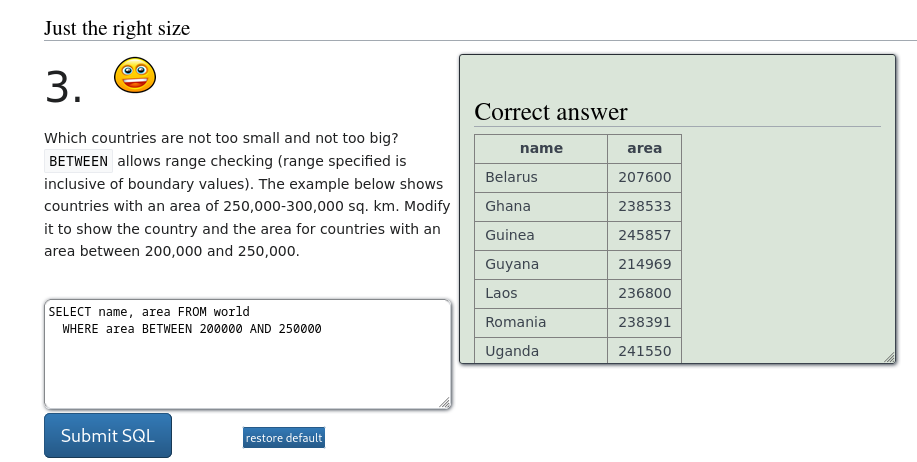 Just the right size
3.
Which countries are not too small and not too big?
BETWEEN allows range checking (range specified is
inclusive of boundary values). The example below shows
countries with an area of 250,000-300,000 sq. km. Modify
it to show the country and the area for countries with an
area between 200,000 and 250,000.
SELECT name, area FROM world
WHERE area BETWEEN 200000 AND 250000
Submit SQL
restore default
Correct answer
name area
Belarus 207600
Ghana 238533
Guinea 245857
Guyana 214969
Laos 236800
Romania 238391
Uganda 241550